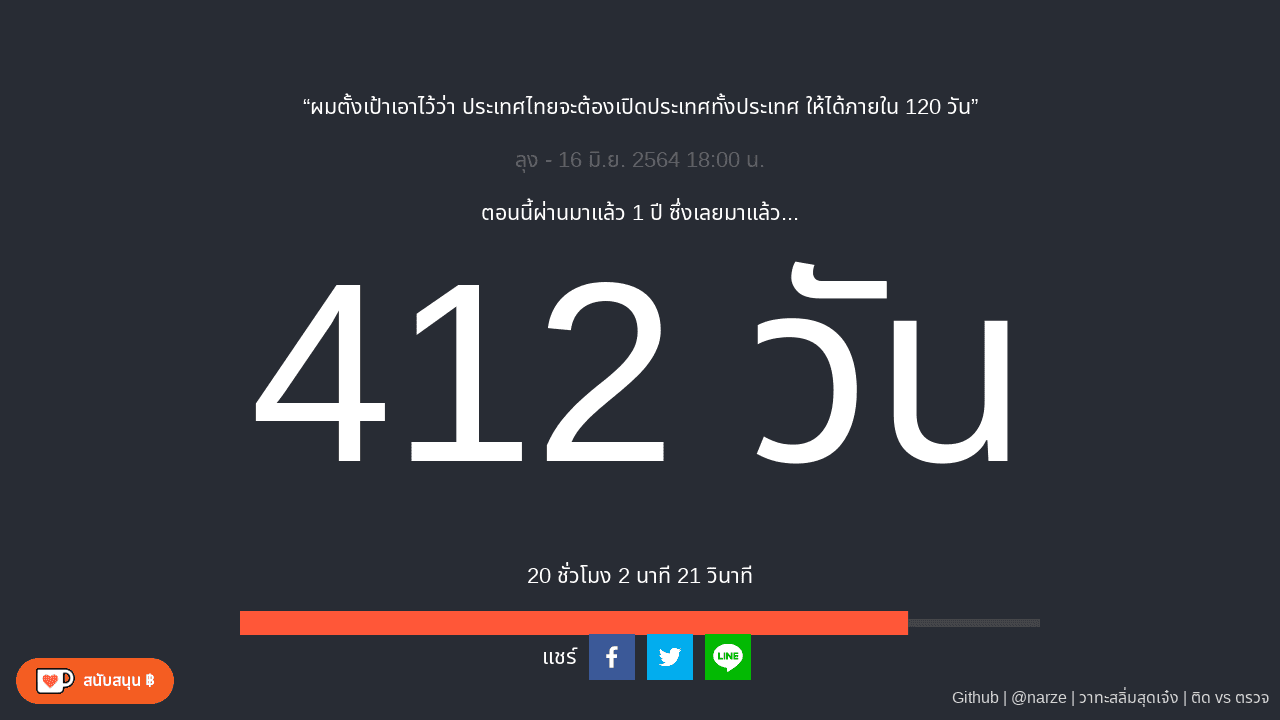 “ผมตั้งเป้าเอาไว้ว่า ประเทศไทยจะต้องเปิดประเทศทั้งประเทศ ให้ได้ภายใน 120 วัน”
ลุง - 16 มิ.ย. 2564 18:00 น.
ตอนนี้ผ่านมาแล้ว 1 ปี ซึ่งเลยมาแล้ว...
412 วัน
20 ชั่วโมง 2 นาที 21 วินาที
แชร์
LINE
สนับสนุน ฿
Github | @narze | วาทะสลิ่มสุดเจ๋ง | ติด vs ตรวจ